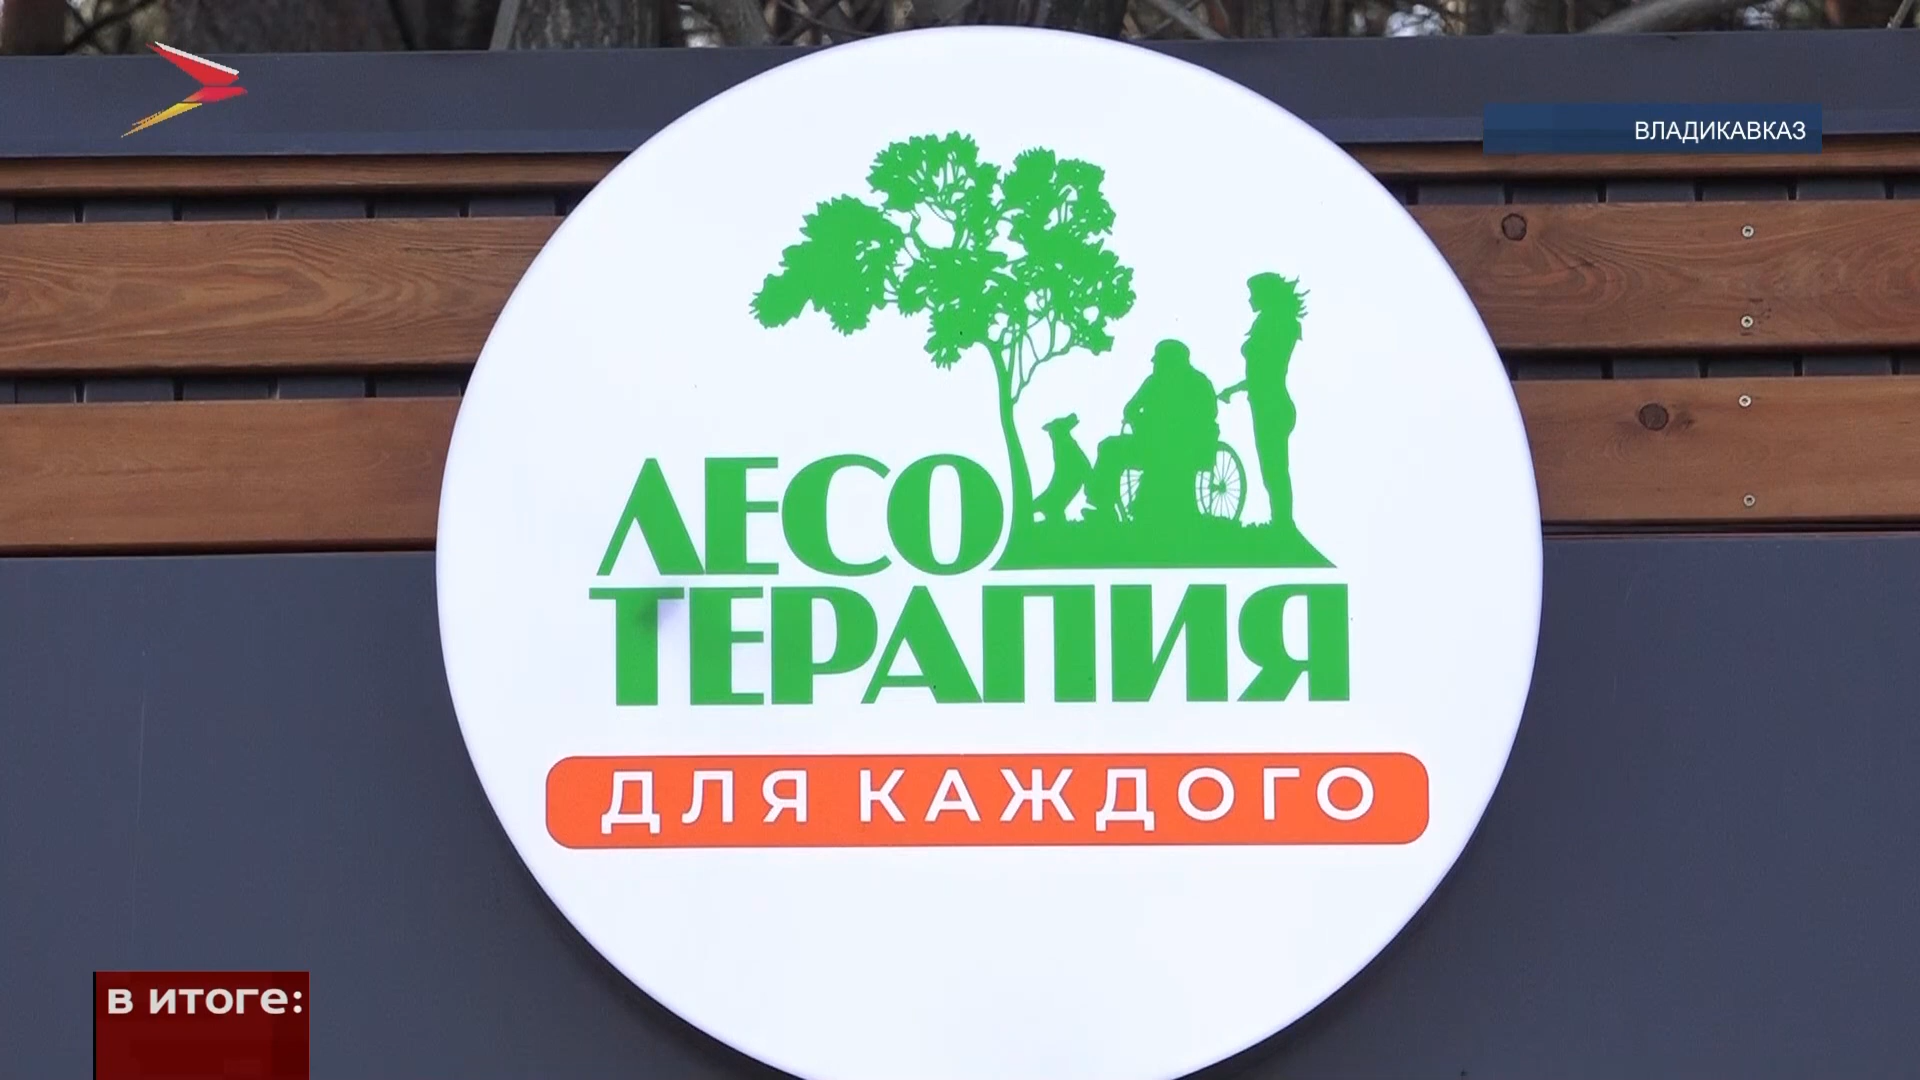 ВЛАДИКАВКАЗ
ЛЕСО
ТЕРАПИЯ
ДЛЯ КАЖДОГО
в итоге: